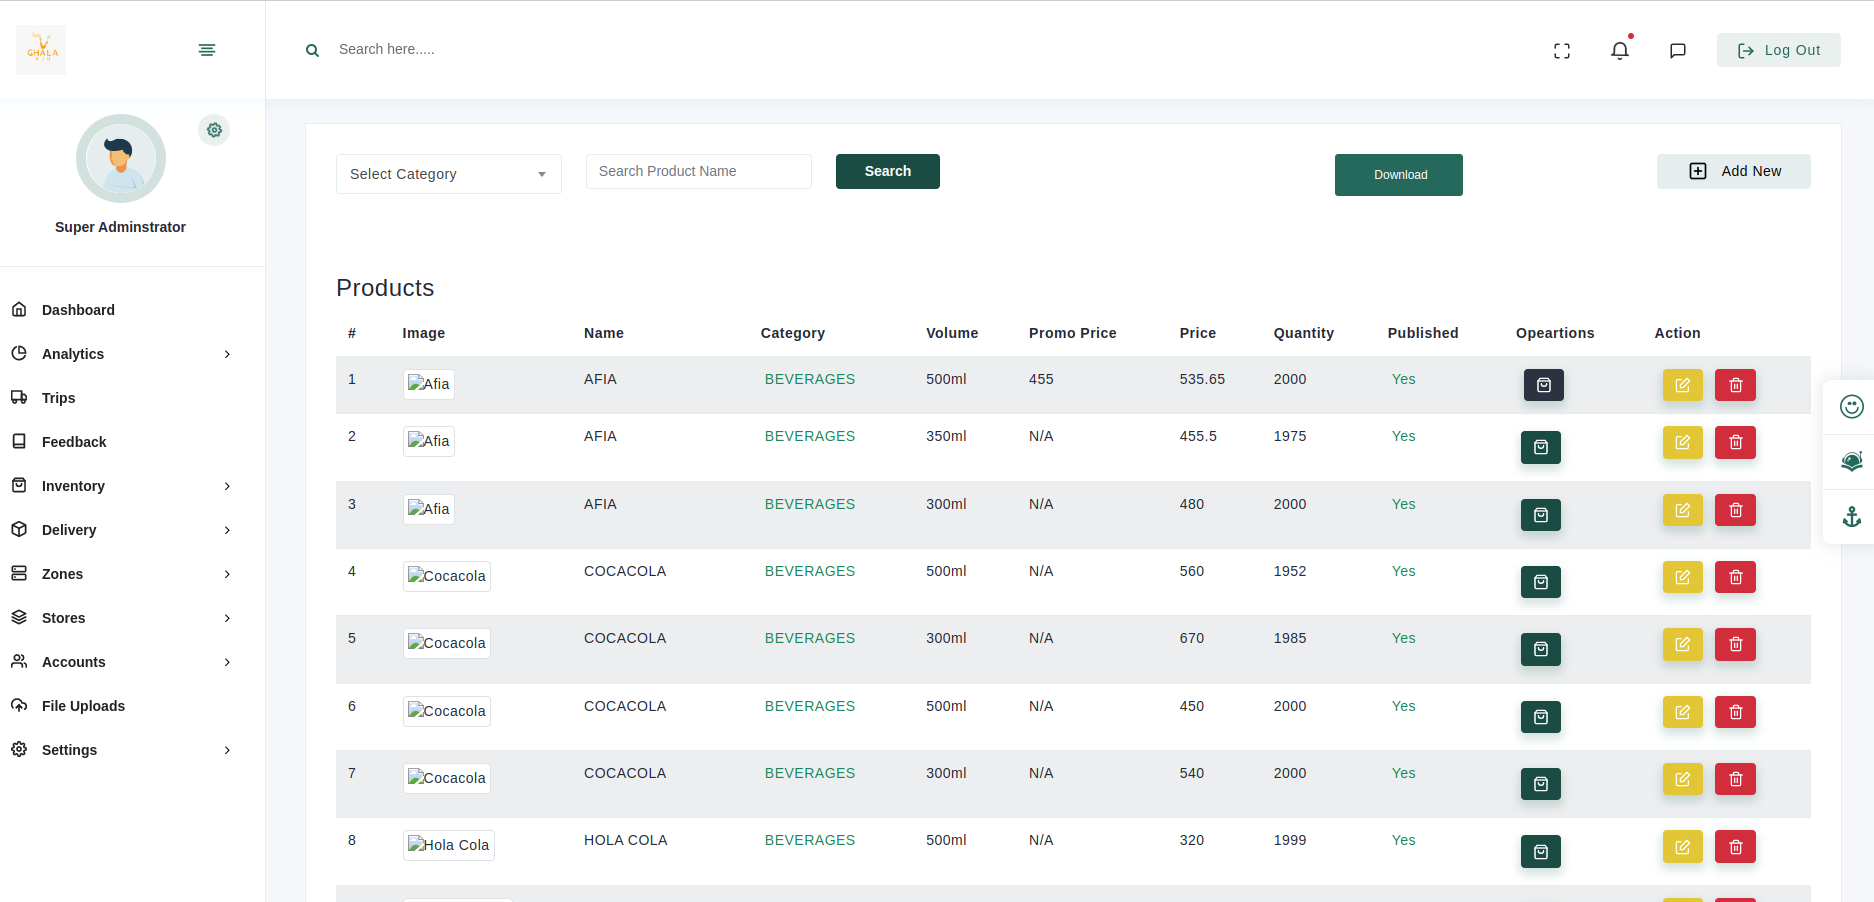 GHALA
Search here.....
Log Out
Super Adminstrator
Dashboard
Analytics
Trips
Feedback
Inventory
Delivery
Zones
Stores
Accounts
File Uploads
Settings
Select Category
Search Product Name
Search
Download
Add New
Products
# Image Name Category Volume Promo Price Price Quantity Published Opeartions Action
1 Afia AFIA BEVERAGES 500ml 455 535.65 2000 Yes
2 Afia AFIA BEVERAGES 350ml N/A 455.5 1975 Yes
3 Afia AFIA BEVERAGES 300ml N/A 480 2000 Yes
4 Cocacola COCACOLA BEVERAGES 500ml N/A 560 1952 Yes
5 Cocacola COCACOLA BEVERAGES 300ml N/A 670 1985 Yes
6 Cocacola COCACOLA BEVERAGES 500ml N/A 450 2000 Yes
7 Cocacola COCACOLA BEVERAGES 300ml N/A 540 2000 Yes
8 Hola Cola HOLA COLA BEVERAGES 500ml N/A 320 1999 Yes